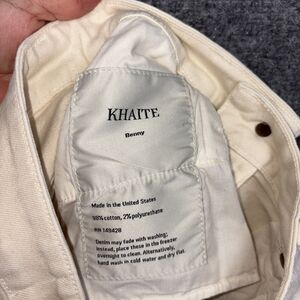 KHAITE
Benny
Made in the United States
98% cotton, 2% polyurethane
RN 149428
Denim may fade with washing;
instead, place these in the freezer
overnight to clean. Alternatively,
hand wash in cold water and dry flat.